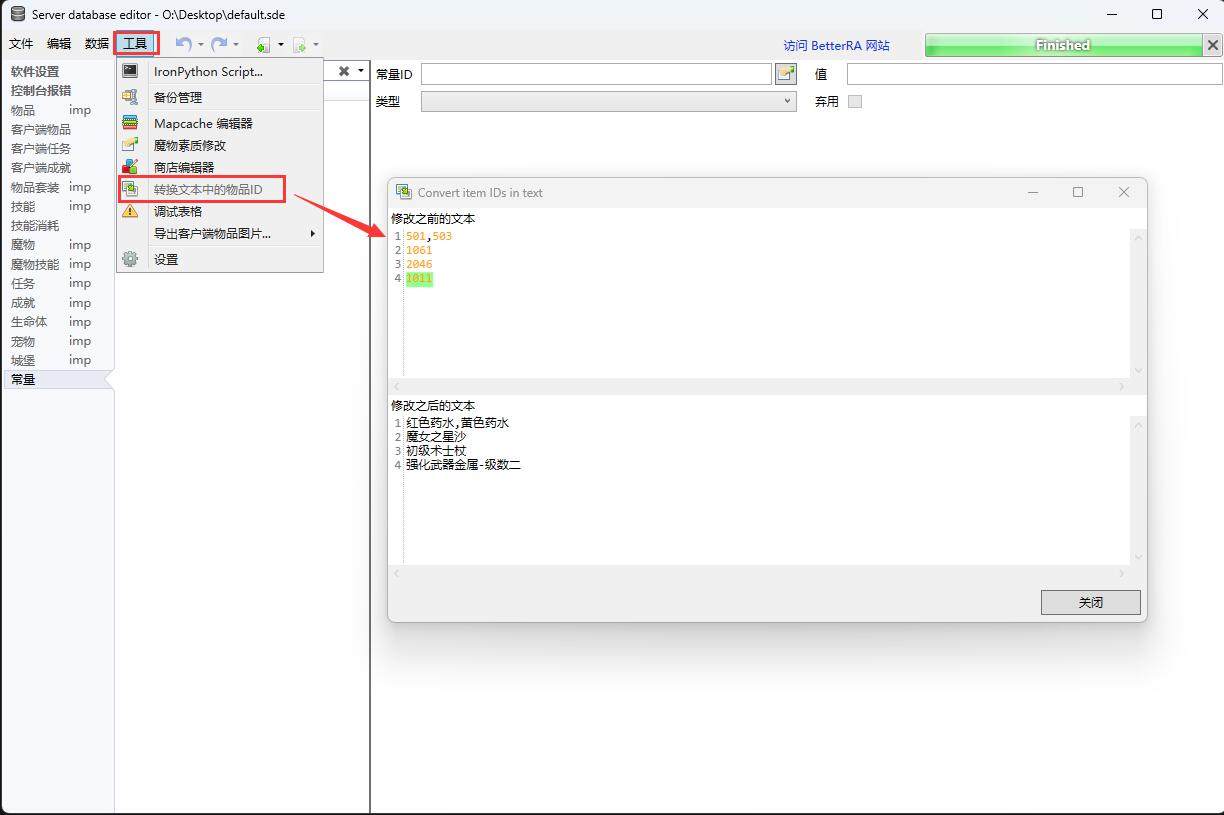 Server database editor - O:\Desktop\default.sde
文件 编辑 数据 工具 访问 BetterRA 网站 Finished
软件设置
控制台报错
物品 imp
客户端物品
客户端任务
客户端成就
物品套装 imp
技能 imp
技能消耗
魔物 imp
魔物技能 imp
任务 imp
成就 imp
生命体 imp
宠物 imp
城堡 imp
常量
IronPython Script...
备份管理
Mapcache 编辑器
魔物素质修改
商店编辑器
转换文本中的物品ID
调试表格
导出客户端物品图片...
设置
常量ID 值
类型 弃用
Convert item IDs in text
修改之前的文本
1 501,503
2 1061
3 2046
4 1011
修改之后的文本
1 红色药水,黄色药水
2 魔女之星沙
3 初级术士杖
4 强化武器金属-级数二
关闭